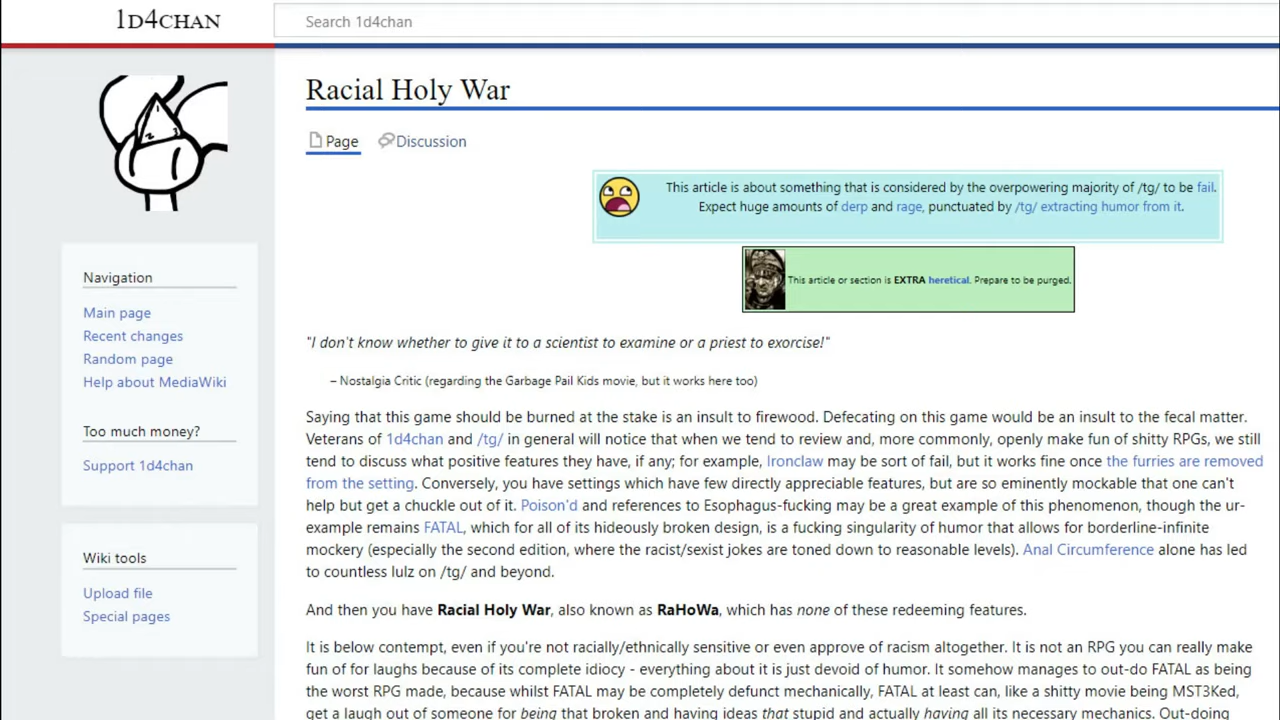 1D4CHAN
Search 1d4chan
Racial Holy War
Page Discussion
This article is about something that is considered by the overpowering majority of /tg/ to be fail.
Expect huge amounts of derp and rage, punctuated by /tg/ extracting humor from it.
This article or section is EXTRA heretical. Prepare to be purged.
Navigation
Main page
Recent changes
Random page
Help about MediaWiki
Too much money?
Support 1d4chan
Wiki tools
Upload file
Special pages
"I don't know whether to give it to a scientist to examine or a priest to exorcise!"
– Nostalgia Critic (regarding the Garbage Pail Kids movie, but it works here too)
Saying that this game should be burned at the stake is an insult to firewood. Defecating on this game would be an insult to the fecal matter.
Veterans of 1d4chan and /tg/ in general will notice that when we tend to review and, more commonly, openly make fun of shitty RPGs, we still
tend to discuss what positive features they have, if any; for example, Ironclaw may be sort of fail, but it works fine once the furries are removed
from the setting. Conversely, you have settings which have few directly appreciable features, but are so eminently mockable that one can't
help but get a chuckle out of it. Poison'd and references to Esophagus-fucking may be a great example of this phenomenon, though the ur-
example remains FATAL, which for all of its hideously broken design, is a fucking singularity of humor that allows for borderline-infinite
mockery (especially the second edition, where the racist/sexist jokes are toned down to reasonable levels). Anal Circumference alone has led
to countless lulz on /tg/ and beyond.
And then you have Racial Holy War, also known as RaHoWa, which has none of these redeeming features.
It is below contempt, even if you're not racially/ethnically sensitive or even approve of racism altogether. It is not an RPG you can really make
fun of for laughs because of its complete idiocy - everything about it is just devoid of humor. It somehow manages to out-do FATAL as being
the worst RPG made, because whilst FATAL may be completely defunct mechanically, FATAL at least can, like a shitty movie being MST3Ked,
get a laugh out of someone for being that broken and having ideas that stupid and actually having all its necessary mechanics. Out-doing